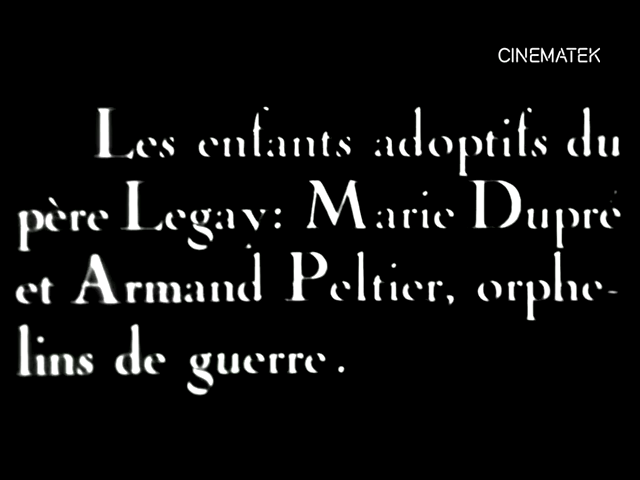 CINEMATEK
Les enfants adoptifs du
père Legay: Marie Dupré
et Armand Peltier, orphe-
lins de guerre.